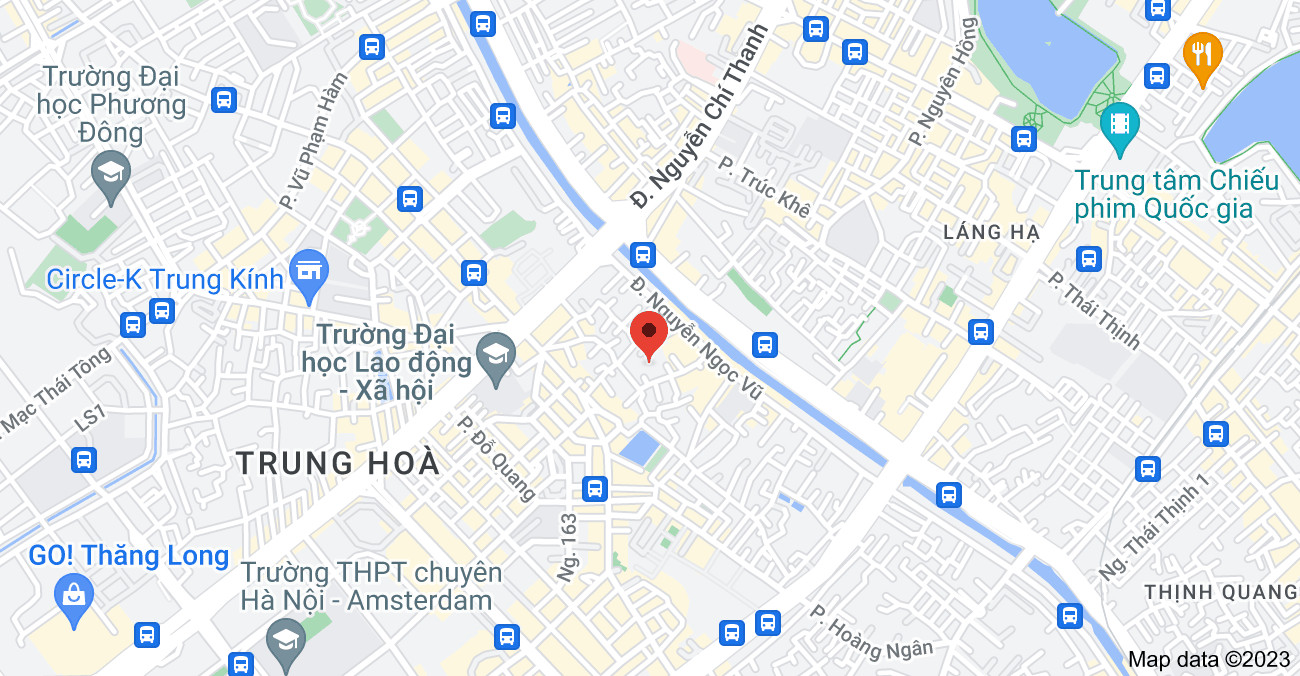 Trường Đại
học Phương
Đông
P. Vũ Phạm Hàm
Đ. Nguyễn Chí Thanh
P. Nguyên Hồng
P. Trúc Khê
Trung tâm Chiếu
phim Quốc gia
LÁNG HẠ
Circle-K Trung Kính
Đ. Nguyễn Ngọc Vũ
P. Thái Thịnh
Trường Đại
học Lao động
- Xã hội
Mạc Thái Tông
LS1
TRUNG HOÀ
P. Đỗ Quang
Ng. 163
Ng. Thái Thịnh 1
GO! Thăng Long
Trường THPT chuyên
Hà Nội - Amsterdam
THỊNH QUANG
P. Hoàng Ngân
Map data ©2023